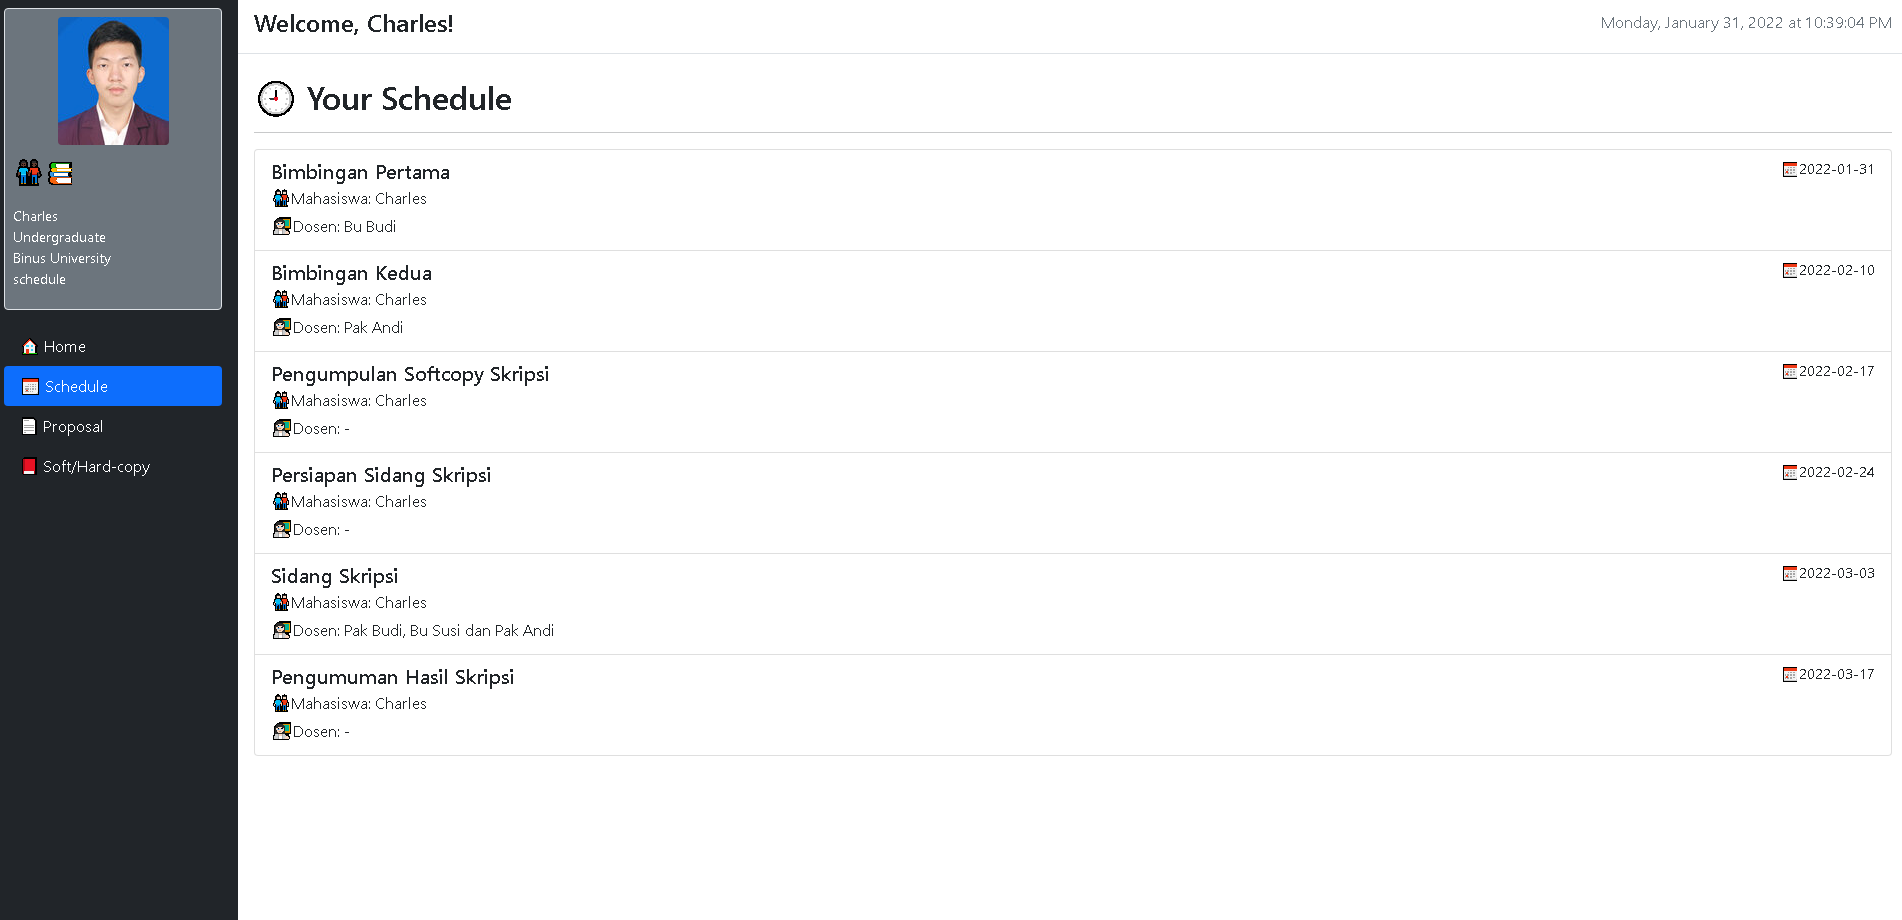 Charles
Undergraduate
Binus University
schedule
Home
Schedule
Proposal
Soft/Hard-copy
Welcome, Charles!
Monday, January 31, 2022 at 10:39:04 PM
Your Schedule
Bimbingan Pertama
2022-01-31
Mahasiswa: Charles
Dosen: Bu Budi
Bimbingan Kedua
2022-02-10
Mahasiswa: Charles
Dosen: Pak Andi
Pengumpulan Softcopy Skripsi
2022-02-17
Mahasiswa: Charles
Dosen: -
Persiapan Sidang Skripsi
2022-02-24
Mahasiswa: Charles
Dosen: -
Sidang Skripsi
2022-03-03
Mahasiswa: Charles
Dosen: Pak Budi, Bu Susi dan Pak Andi
Pengumuman Hasil Skripsi
2022-03-17
Mahasiswa: Charles
Dosen: -